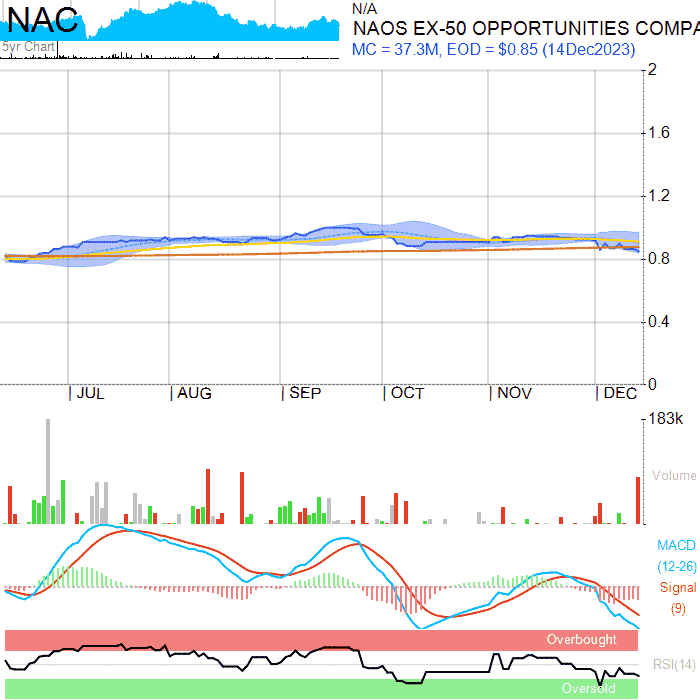 NAC
5yr Chart
N/A
NAOS EX-50 OPPORTUNITIES COMPA
MC = 37.3M, EOD = $0.85 (14Dec2023)
2
1.6
1.2
0.8
0.4
0
JUL AUG SEP OCT NOV DEC
183k
Volume
MACD
(12-26)
Signal
(9)
Overbought
RSI(14)
Oversold